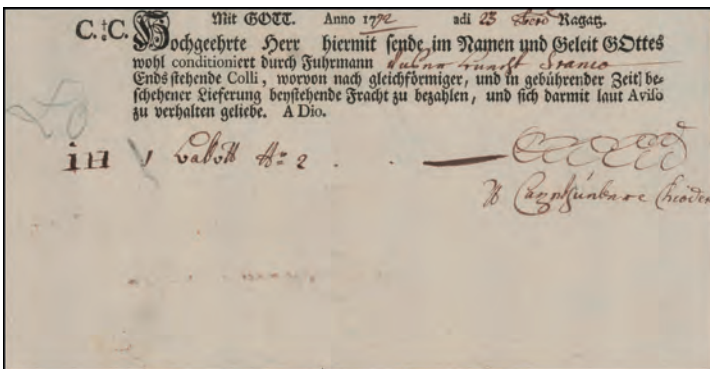 Mit GOTT. Anno 1792 adi 23 Ragatz.
C.‡C. Hochgeehrte Herr hiermit sende im Namen und Geleit GOttes
wohl conditioniert durch Fuhrmann Franco
Endsstehende Colli, worvon nach gleichförmiger, und in gebührender Zeit be-
schehener Lieferung beystehende Fracht zu bezahlen, und sich darmit laut Aviso
zu verhalten geliebe. A Dio.
1 Ballott No 2 . . —